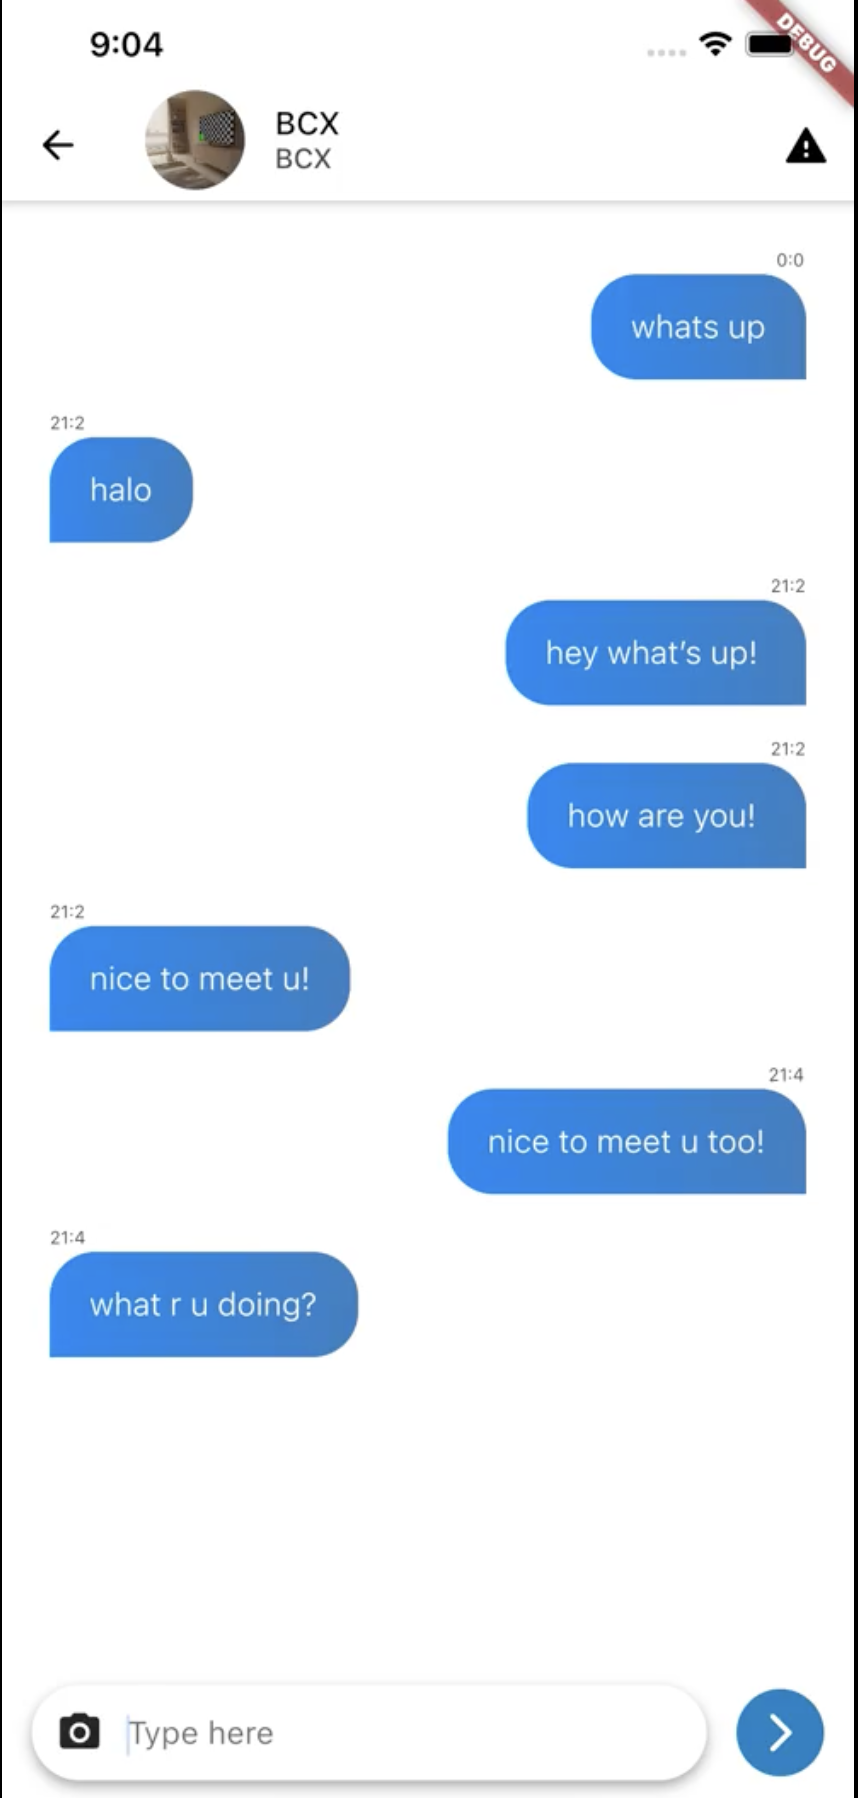 9:04
DEBUG
BCX
BCX
0:0
whats up
21:2
halo
21:2
hey what’s up!
21:2
how are you!
21:2
nice to meet u!
21:4
nice to meet u too!
21:4
what r u doing?
Type here